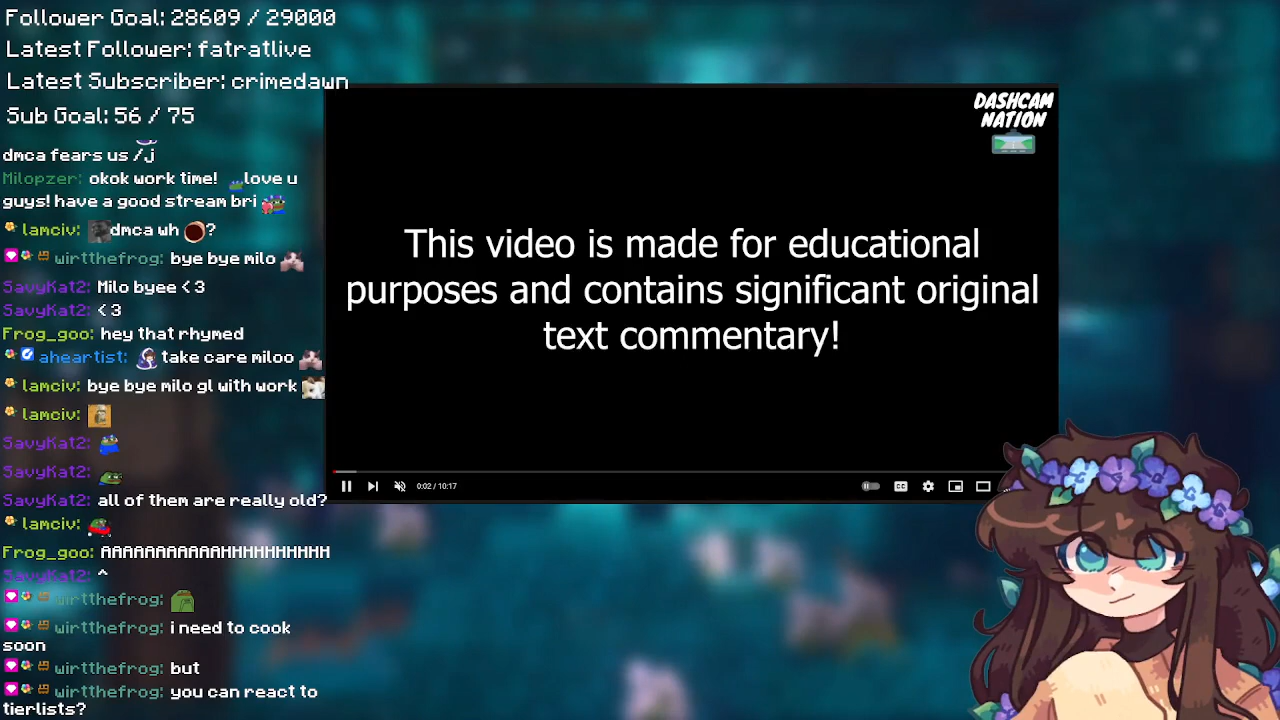 Follower Goal: 28609 / 29000
Latest Follower: fatratlive
Latest Subscriber: crimedawn
Sub Goal: 56 / 75
dmca fears us /j
Milopzer: okok work time! love u
guys! have a good stream bri
lamciv: dmca wh ?
wirtthefrog: bye bye milo
SavyKat2: Milo byee <3
SavyKat2: <3
Frog_goo: hey that rhymed
aheartist: take care miloo
lamciv: bye bye milo gl with work
lamciv:
SavyKat2:
SavyKat2:
SavyKat2: all of them are really old?
lamciv:
Frog_goo: AAAAAAAAAAAAHHHHHHHHHH
SavyKat2: ^
wirtthefrog:
wirtthefrog: i need to cook
soon
wirtthefrog: but
wirtthefrog: you can react to
tierlists?
DASHCAM
NATION
This video is made for educational
purposes and contains significant original
text commentary!
0:02 / 10:17
CC